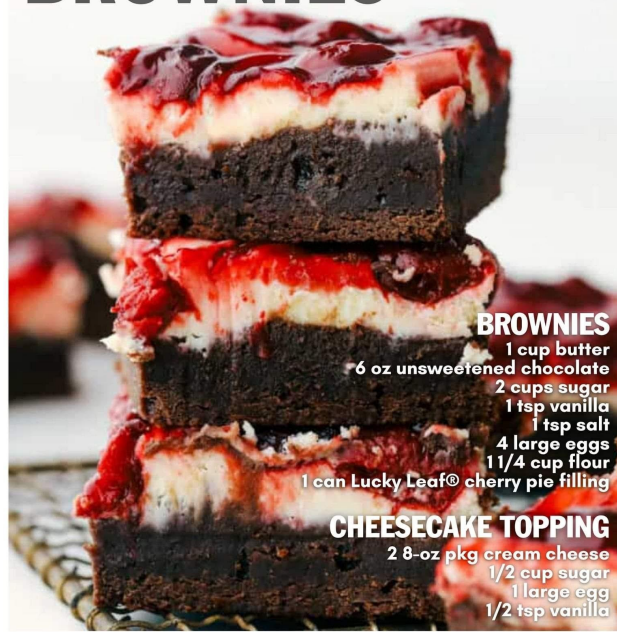 BROWNIES
BROWNIES
1 cup butter
6 oz unsweetened chocolate
2 cups sugar
1 tsp vanilla
1 tsp salt
4 large eggs
1 1/4 cup flour
1 can Lucky Leaf® cherry pie filling
CHEESECAKE TOPPING
2 8-oz pkg cream cheese
1/2 cup sugar
1 large egg
1/2 tsp vanilla